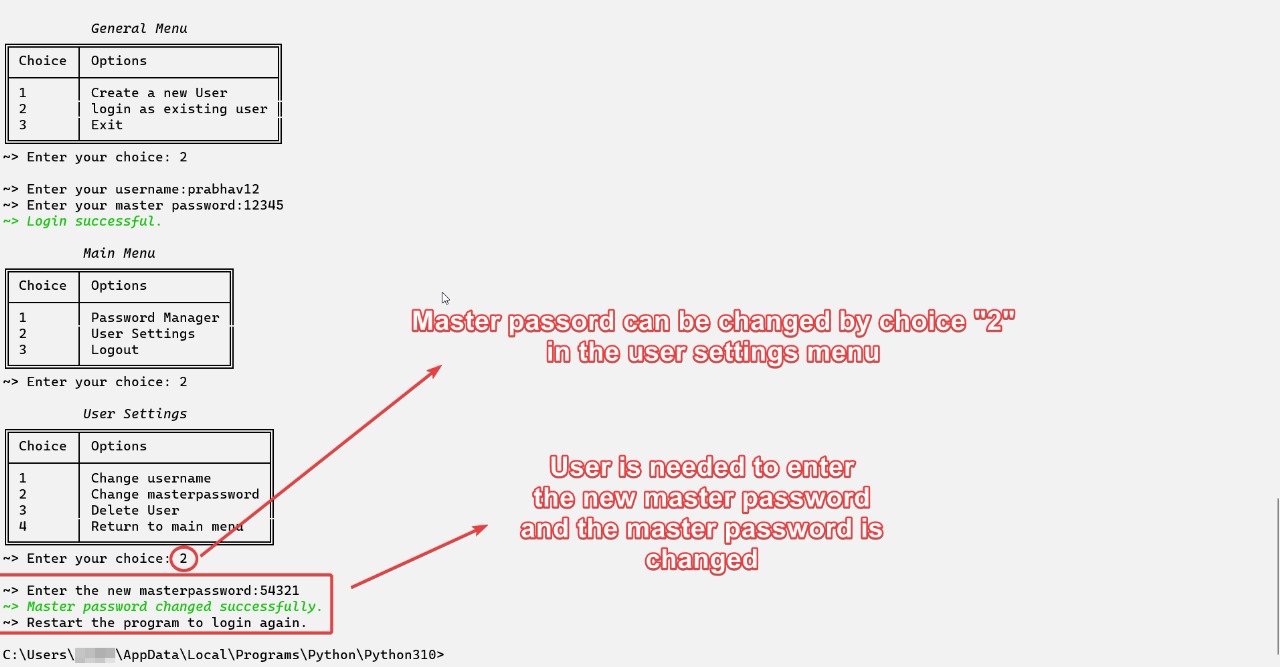 General Menu
Choice Options
1 Create a new User
2 login as existing user
3 Exit
~> Enter your choice: 2
~> Enter your username:prabhav12
~> Enter your master password:12345
~> Login successful.
Main Menu
Choice Options
1 Password Manager
2 User Settings
3 Logout
~> Enter your choice: 2
Master passord can be changed by choice "2"
in the user settings menu
User Settings
Choice Options
1 Change username
2 Change masterpassword
3 Delete User
4 Return to main menu
~> Enter your choice: 2
User is needed to enter
the new master password
and the master password is
changed
~> Enter the new masterpassword:54321
~> Master password changed successfully.
~> Restart the program to login again.
C:\Users\ \AppData\Local\Programs\Python\Python310>